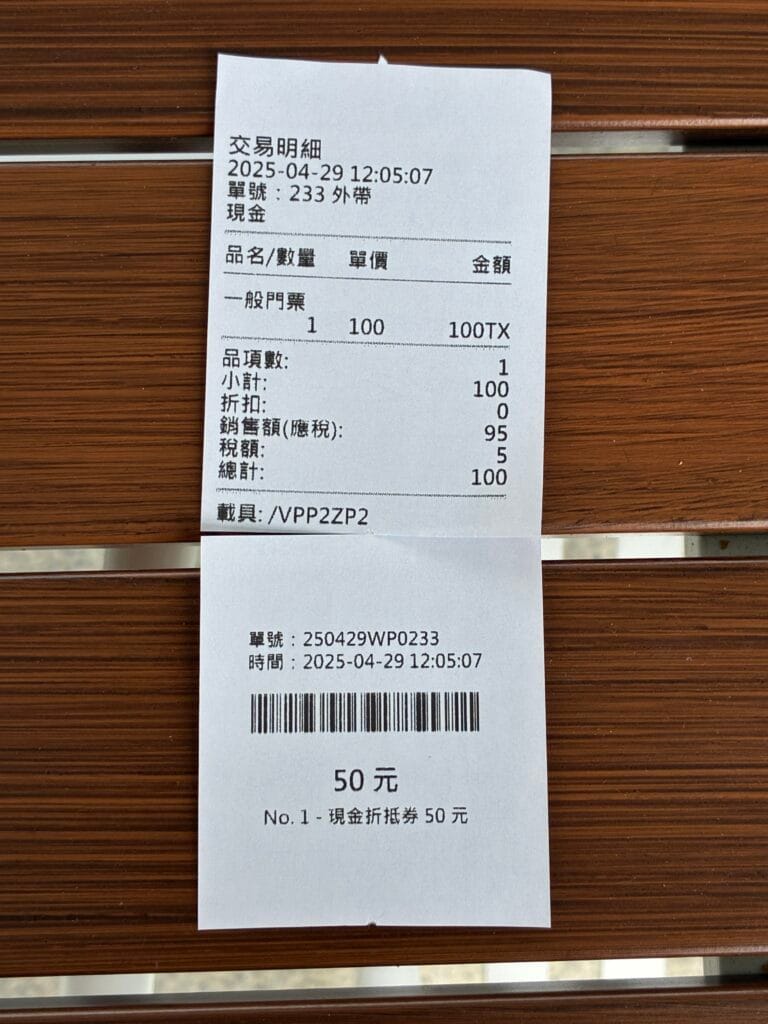 交易明細
2025-04-29 12:05:07
單號：233 外帶
現金
品名/數量 單價 金額
一般門票
1 100 100TX
品項數: 1
小計: 100
折扣: 0
銷售額(應稅): 95
稅額: 5
總計: 100
載具: /VPP2ZP2
單號：250429WP0233
時間：2025-04-29 12:05:07
50 元
No. 1 - 現金折抵券 50 元